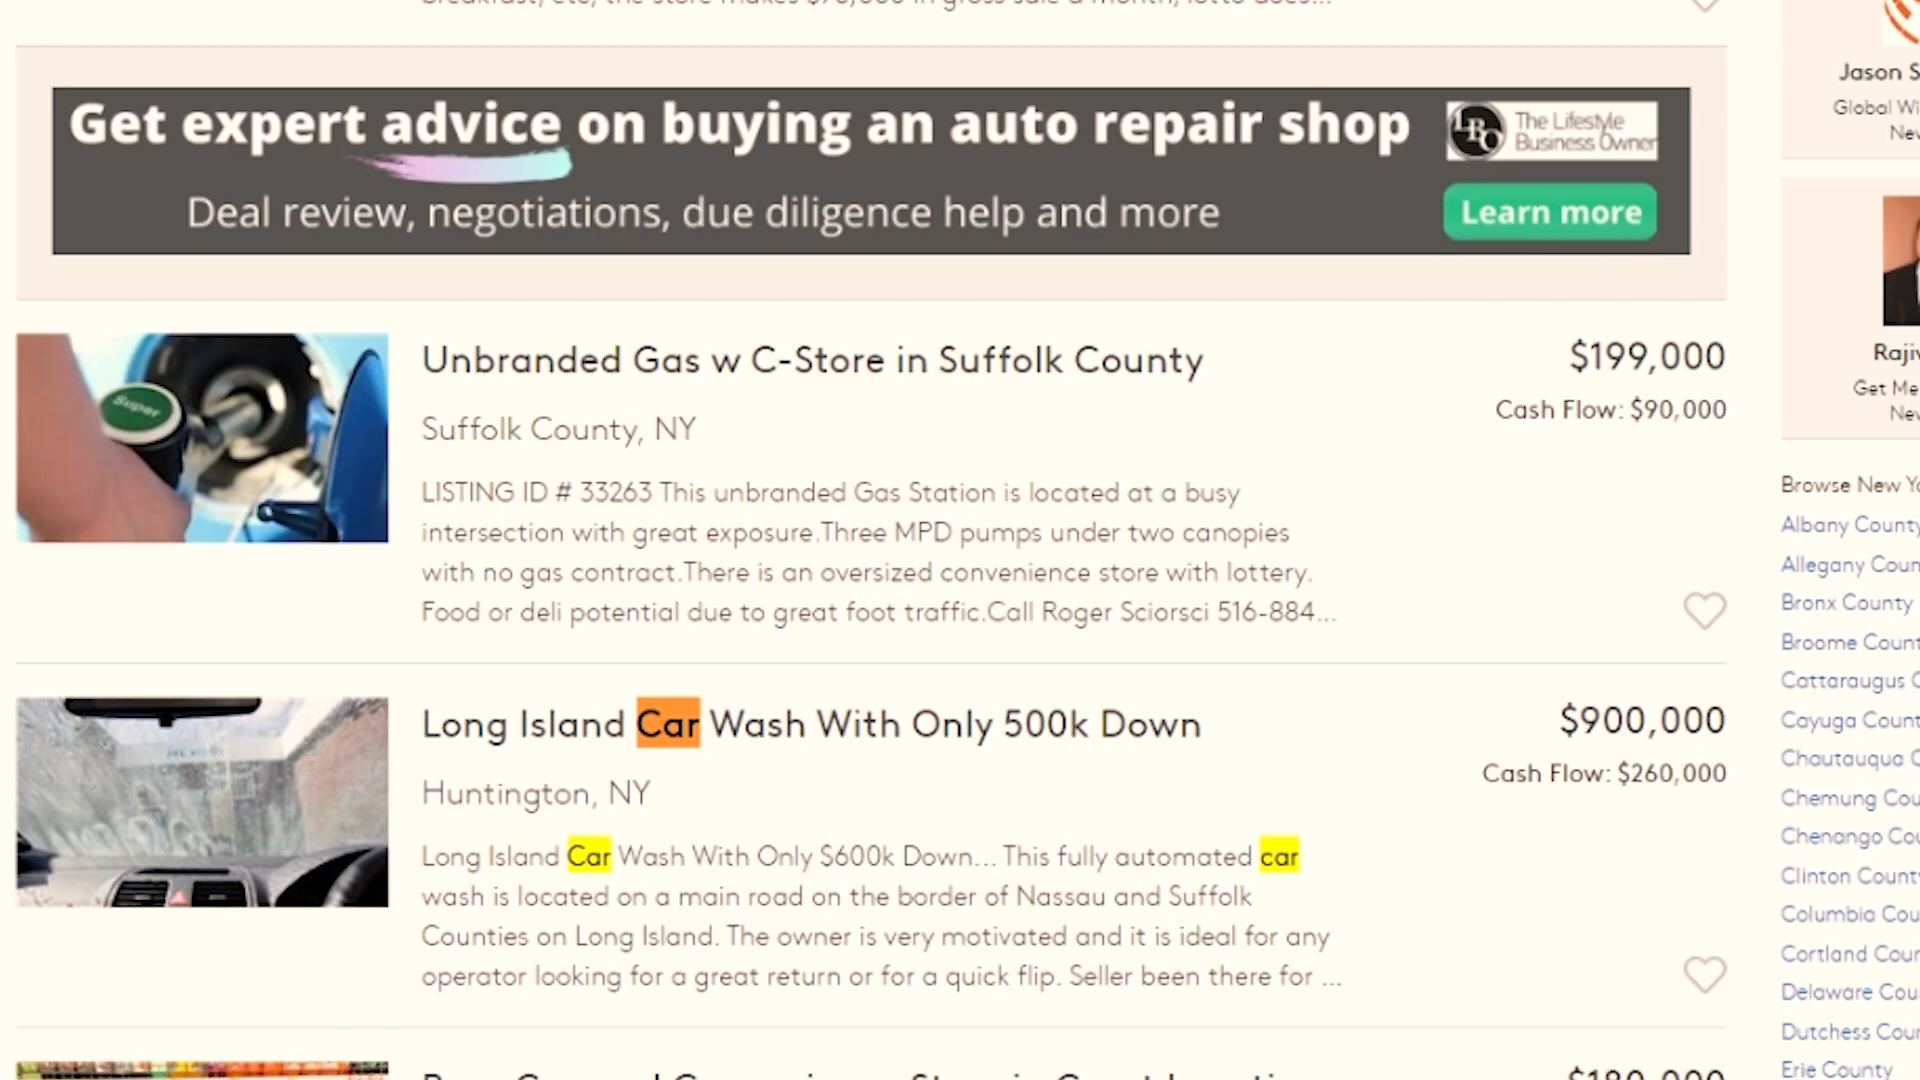 Get expert advice on buying an auto repair shop
LBO
The Lifestyle
Business Owner
Deal review, negotiations, due diligence help and more
Learn more
Super
Unbranded Gas w C-Store in Suffolk County
$199,000
Cash Flow: $90,000
Suffolk County, NY
LISTING ID # 33263 This unbranded Gas Station is located at a busy
intersection with great exposure.Three MPD pumps under two canopies
with no gas contract.There is an oversized convenience store with lottery.
Food or deli potential due to great foot traffic.Call Roger Sciorsci 516-884...
Long Island Car Wash With Only 500k Down
$900,000
Cash Flow: $260,000
Huntington, NY
Long Island Car Wash With Only $600k Down... This fully automated car
wash is located on a main road on the border of Nassau and Suffolk
Counties on Long Island. The owner is very motivated and it is ideal for any
operator looking for a great return or for a quick flip. Seller been there for ...
Jason S
Global Wi
Get Me
Browse New
Albany County
Allegany
Bronx County
Broome
Cattaraugus
Cayuga
Chautauqua
Chemung
Chenango
Clinton
Columbia
Cortland
Delaware
Dutchess
Erie County